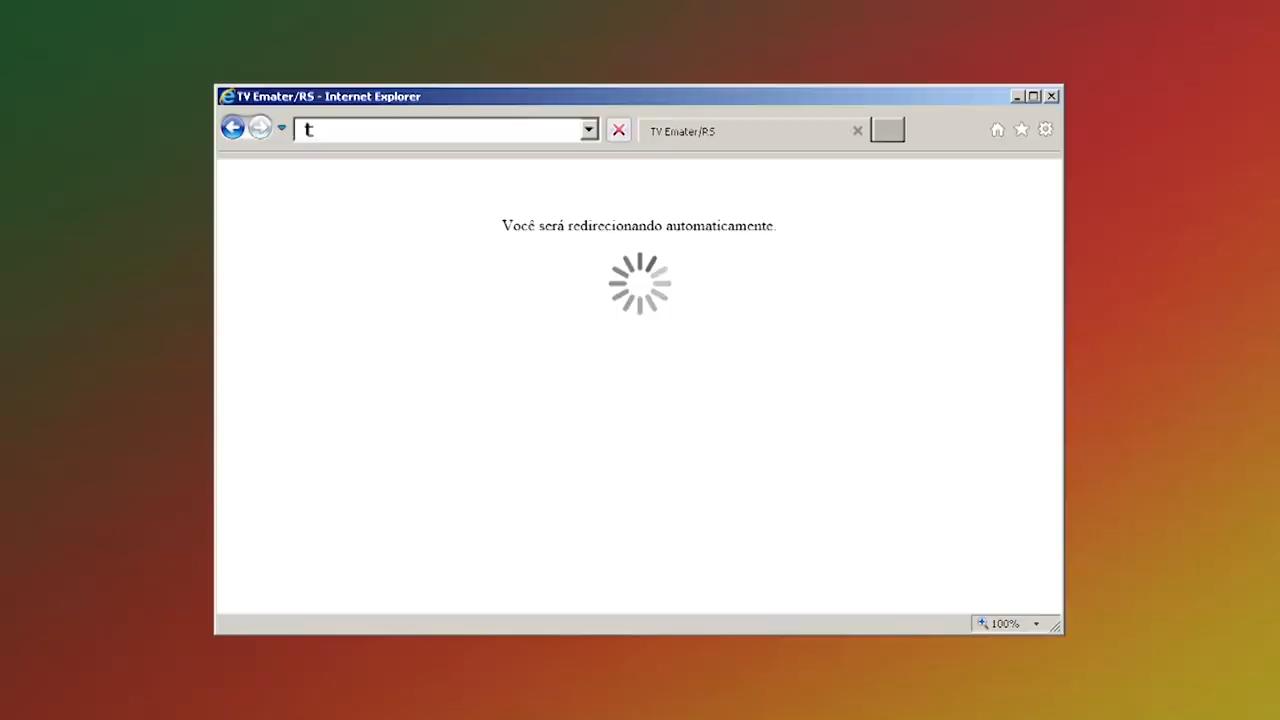 TV Emater/RS - Internet Explorer
t
TV Emater/RS
Você será redirecionando automaticamente.
100%